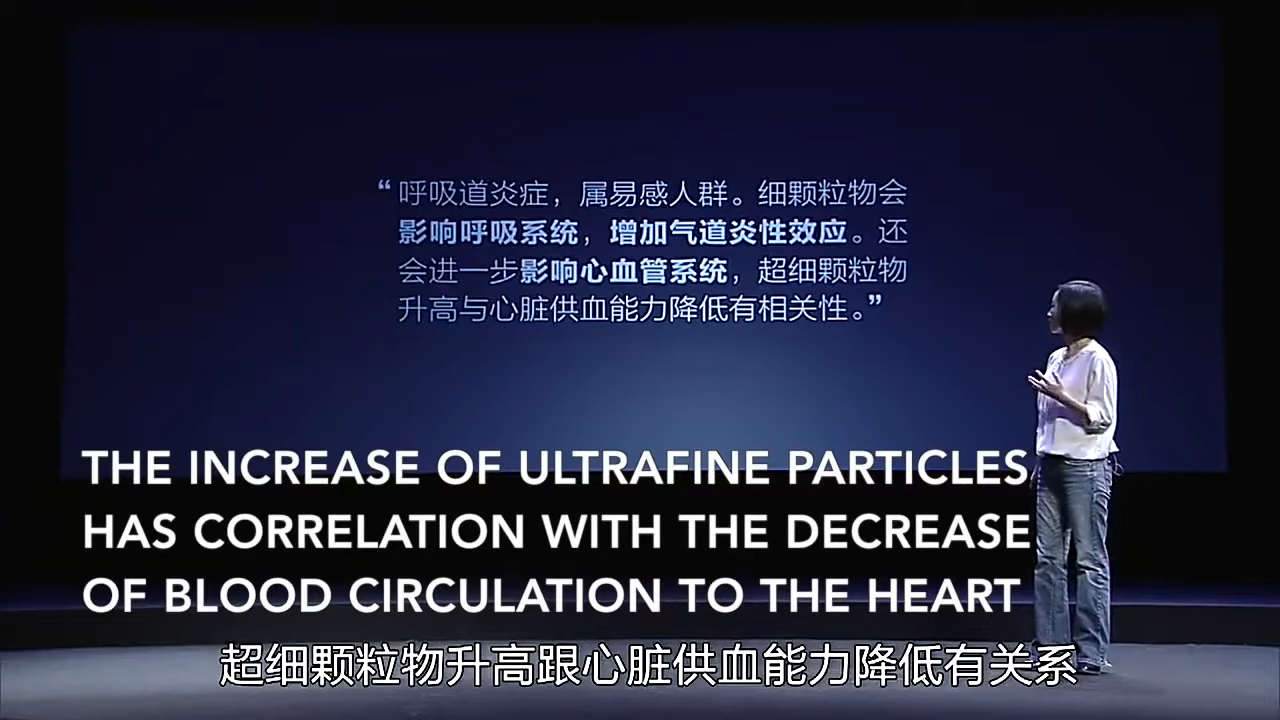 “呼吸道炎症，属易感人群。细颗粒物会
影响呼吸系统，增加气道炎性效应。还
会进一步影响心血管系统，超细颗粒物
升高与心脏供血能力降低有相关性。”
THE INCREASE OF ULTRAFINE PARTICLES
HAS CORRELATION WITH THE DECREASE
OF BLOOD CIRCULATION TO THE HEART
超细颗粒物升高跟心脏供血能力降低有关系